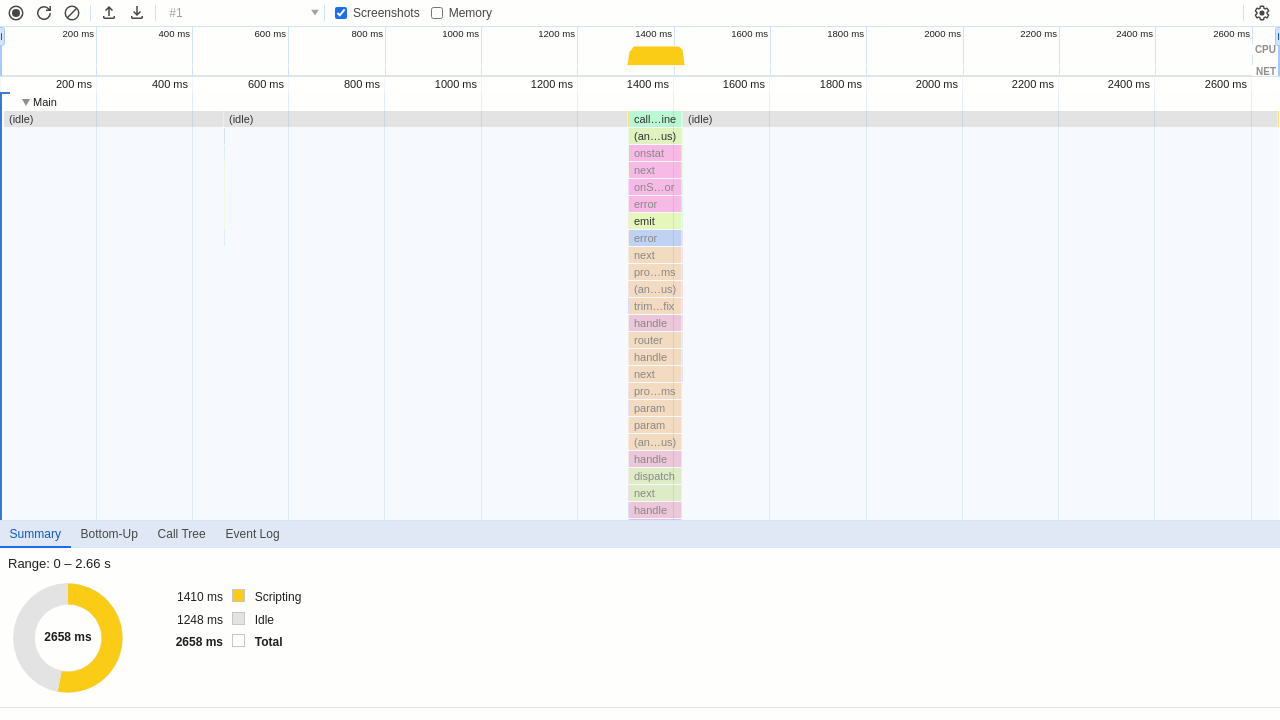 #1 Screenshots Memory
200 ms 400 ms 600 ms 800 ms 1000 ms 1200 ms 1400 ms 1600 ms 1800 ms 2000 ms 2200 ms 2400 ms 2600 ms
CPU
NET
200 ms 400 ms 600 ms 800 ms 1000 ms 1200 ms 1400 ms 1600 ms 1800 ms 2000 ms 2200 ms 2400 ms 2600 ms
Main
(idle) (idle) call…ine (idle)
(an…us)
onstat
next
onS…or
error
emit
error
next
pro…ms
(an…us)
trim…fix
handle
router
handle
next
pro…ms
param
param
(an…us)
handle
dispatch
next
handle
Summary Bottom-Up Call Tree Event Log
Range: 0 – 2.66 s
1410 ms Scripting
2658 ms
1248 ms Idle
2658 ms Total